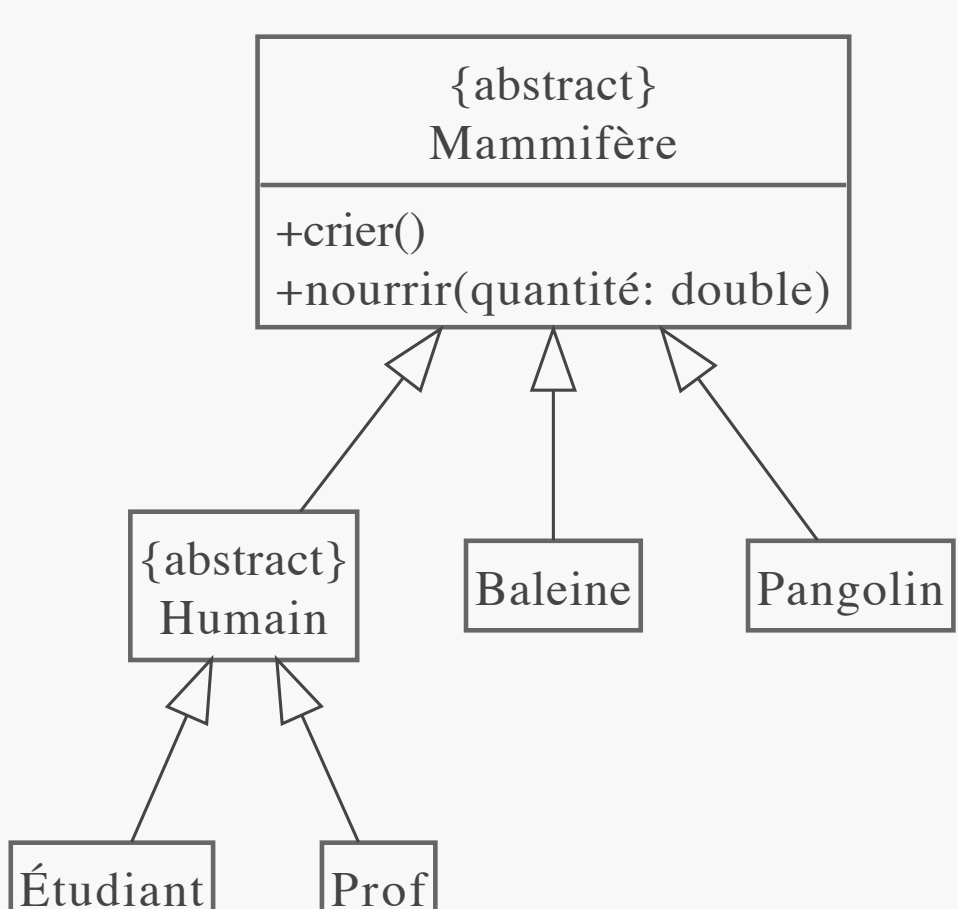 {abstract}
Mammifère
+crier()
+nourrir(quantité: double)
{abstract}
Humain
Baleine
Pangolin
Étudiant
Prof